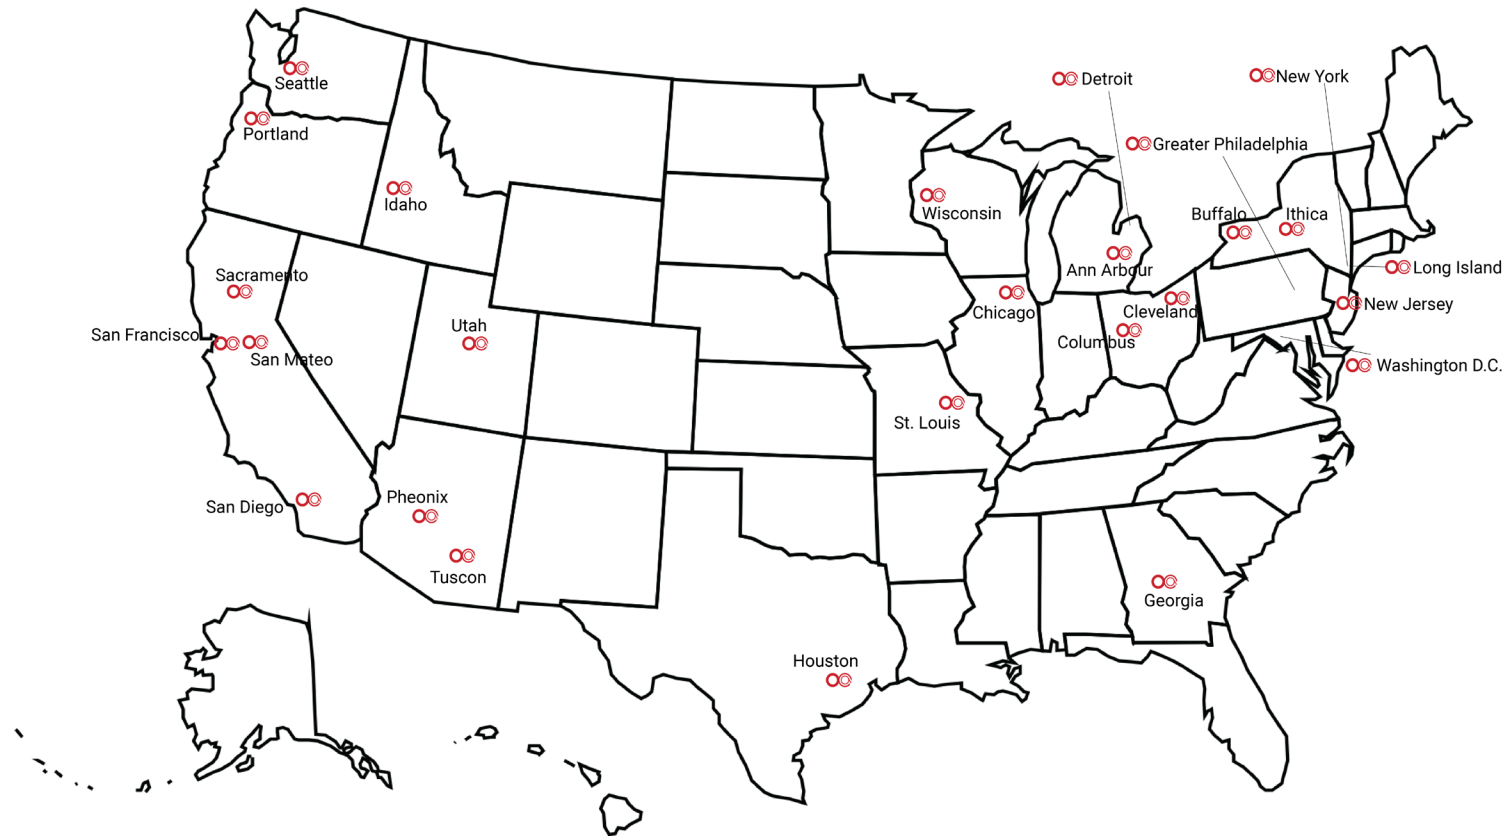 Detroit
New York
Seattle
Portland
Greater Philadelphia
Idaho
Wisconsin
Buffalo
Ithica
Ann Arbour
Long Island
Sacramento
Chicago
Cleveland
New Jersey
Utah
San Francisco
San Mateo
Columbus
Washington D.C.
St. Louis
Pheonix
San Diego
Tuscon
Georgia
Houston